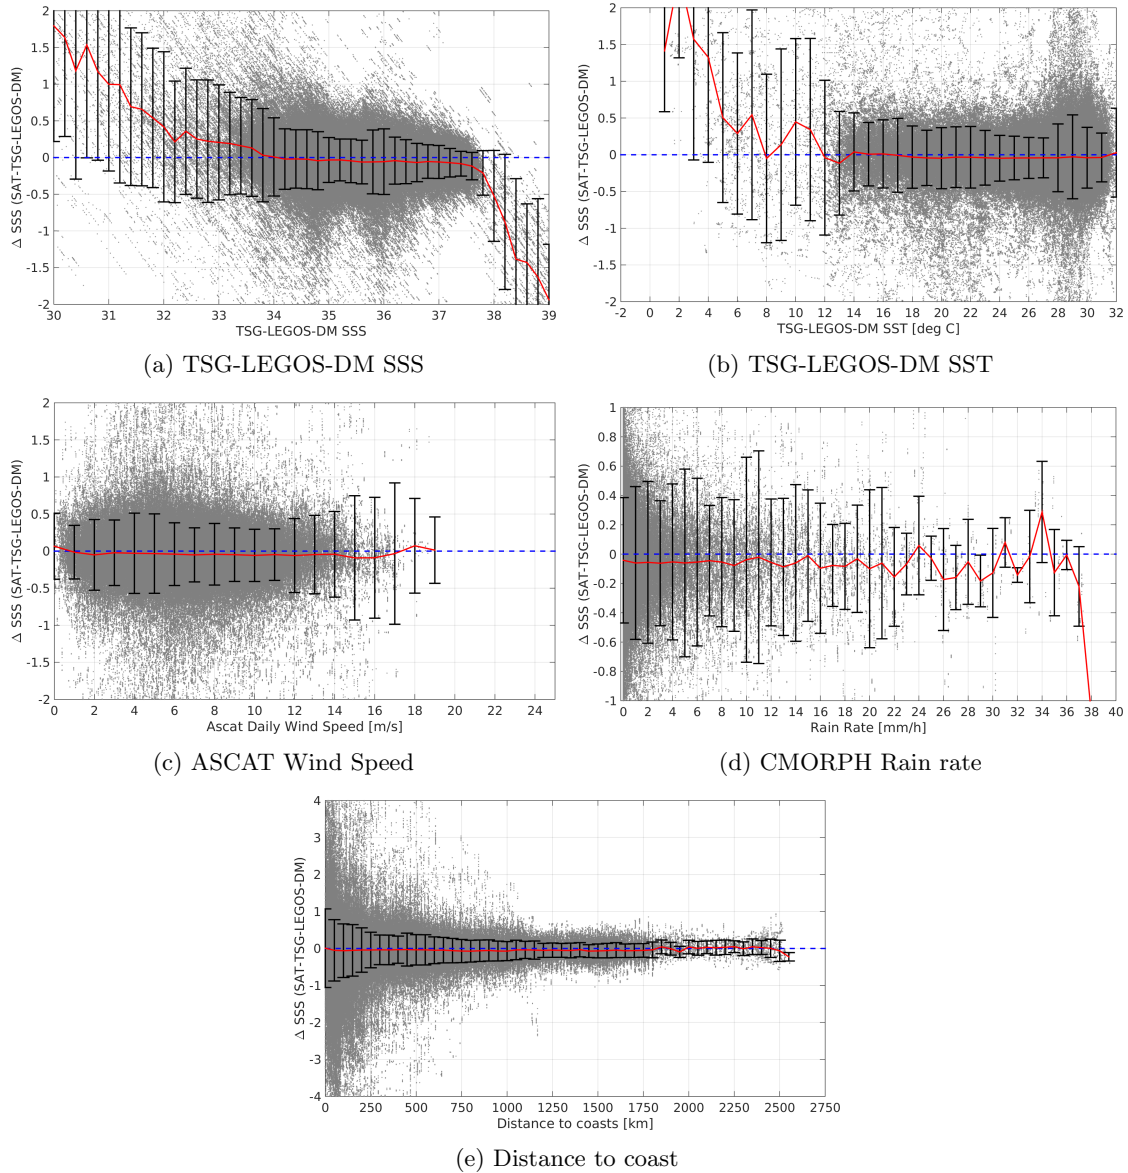 2
1.5
1
0.5
0
-0.5
-1
-1.5
-2
Δ SSS (SAT-TSG-LEGOS-DM)
30 31 32 33 34 35 36 37 38 39
TSG-LEGOS-DM SSS
(a) TSG-LEGOS-DM SSS
2
1.5
1
0.5
0
-0.5
-1
-1.5
-2
Δ SSS (SAT-TSG-LEGOS-DM)
-2 0 2 4 6 8 10 12 14 16 18 20 22 24 26 28 30 32
TSG-LEGOS-DM SST [deg C]
(b) TSG-LEGOS-DM SST
2
1.5
1
0.5
0
-0.5
-1
-1.5
-2
Δ SSS (SAT-TSG-LEGOS-DM)
0 2 4 6 8 10 12 14 16 18 20 22 24
Ascat Daily Wind Speed [m/s]
(c) ASCAT Wind Speed
1
0.8
0.6
0.4
0.2
0
-0.2
-0.4
-0.6
-0.8
-1
Δ SSS (SAT-TSG-LEGOS-DM)
0 2 4 6 8 10 12 14 16 18 20 22 24 26 28 30 32 34 36 38 40
Rain Rate [mm/h]
(d) CMORPH Rain rate
4
3
2
1
0
-1
-2
-3
-4
Δ SSS (SAT-TSG-LEGOS-DM)
0 250 500 750 1000 1250 1500 1750 2000 2250 2500 2750
Distance to coasts [km]
(e) Distance to coast